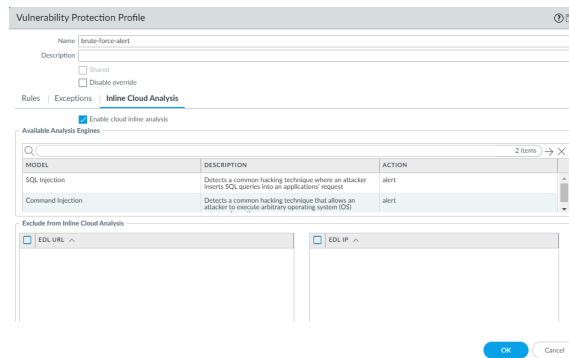 Vulnerability Protection Profile
Name brute-force-alert
Description
Shared
Disable override
Rules | Exceptions | Inline Cloud Analysis
Enable cloud inline analysis
Available Analysis Engines
2 items
MODEL DESCRIPTION ACTION
SQL Injection Detects a common hacking technique where an attacker alert
inserts SQL queries into an applications' request
Command Injection Detects a common hacking technique that allows an alert
attacker to execute arbitrary operating system (OS)
Exclude from Inline Cloud Analysis
EDL URL EDL IP
OK Cancel